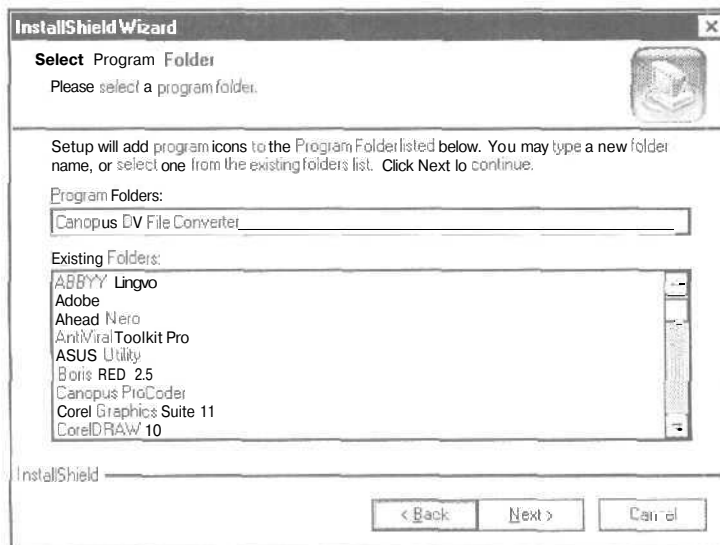 InstallShield Wizard
Select Program Folder
Please select a program folder.
Setup will add program icons to the Program Folder listed below. You may type a new folder
name, or select one from the existing folders list. Click Next lo continue.
Program Folders:
Canopus DV File Converter
Existing Folders:
ABBYY Lingvo
Adobe
Ahead Nero
AntiViral Toolkit Pro
ASUS Utility
Boris RED 2.5
Canopus ProCoder
Corel Graphics Suite 11
CorelDRAW 10
InstallShield
< Back
Next >